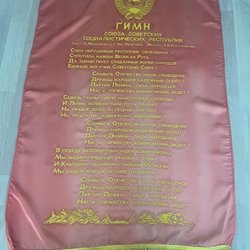 ГИМН
СОЮЗА СОВЕТСКИХ
СОЦИАЛИСТИЧЕСКИХ РЕСПУБЛИК
Союз нерушимый республик свободных
Сплотила навеки Великая Русь.
Да здравствует созданный волей народов
Единый, могучий Советский Союз!
Славься, Отечество наше свободное,
Дружбы народов надежный оплот!
Партия Ленина — сила народная
Нас к торжеству коммунизма ведет!
Сквозь грозы сияло нам солнце свободы,
И Ленин великий нам путь озарил:
На правое дело он поднял народы,
На труд и на подвиги нас вдохновил!
Славься, Отечество наше свободное,
Дружбы народов надежный оплот!
Партия Ленина — сила народная
Нас к торжеству коммунизма ведет!
В победе бессмертных идей коммунизма
Мы видим грядущее нашей страны,
И Красному знамени славной Отчизны
Мы будем всегда беззаветно верны!
Славься, Отечество наше свободное,
Дружбы народов надежный оплот!
Партия Ленина — сила народная
Нас к торжеству коммунизма ведет!